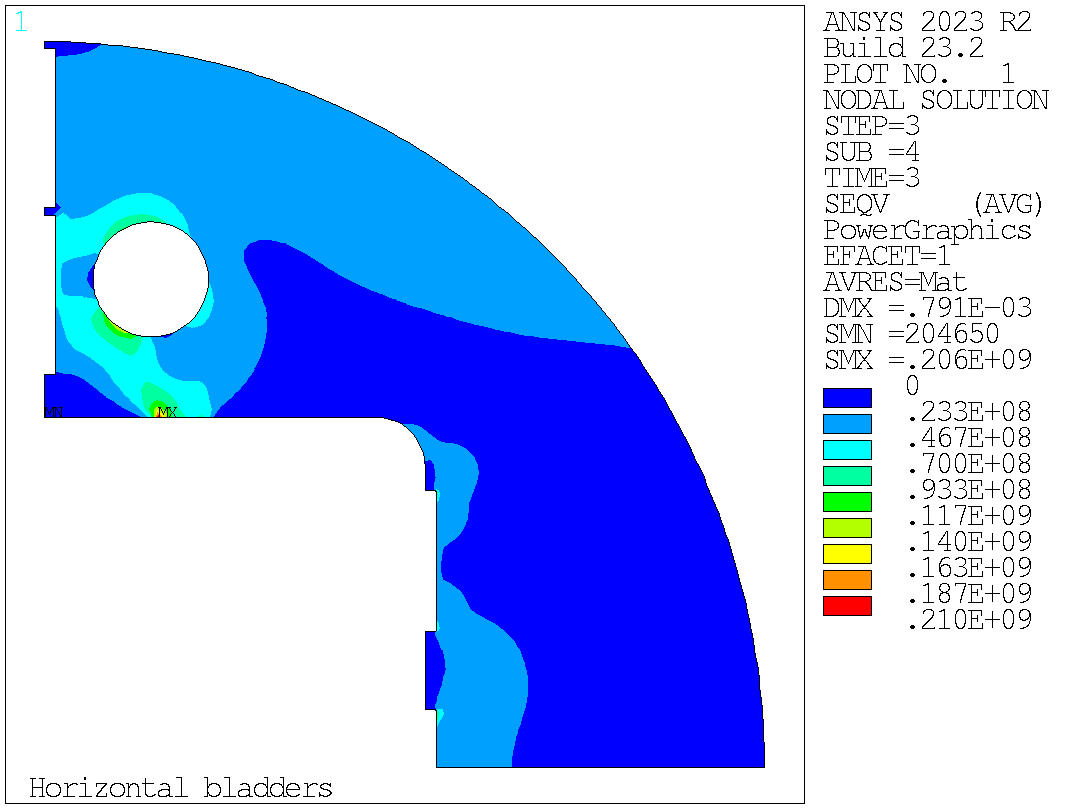 1
ANSYS 2023 R2
Build 23.2
PLOT NO. 1
NODAL SOLUTION
STEP=3
SUB =4
TIME=3
SEQV (AVG)
PowerGraphics
EFACET=1
AVRES=Mat
DMX =.791E-03
SMN =204650
SMX =.206E+09
0
.233E+08
.467E+08
.700E+08
.933E+08
.117E+09
.140E+09
.163E+09
.187E+09
.210E+09
MN MX
Horizontal bladders